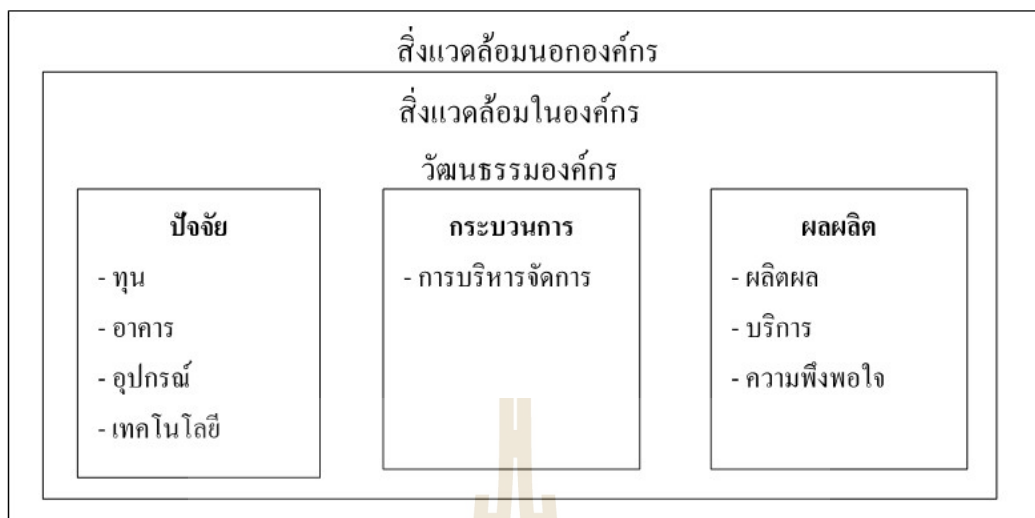 สิ่งแวดล้อมนอกองค์กร
สิ่งแวดล้อมในองค์กร
วัฒนธรรมองค์กร
ปัจจัย
- ทุน
- อาคาร
- อุปกรณ์
- เทคโนโลยี
กระบวนการ
- การบริหารจัดการ
ผลผลิต
- ผลิตผล
- บริการ
- ความพึงพอใจ